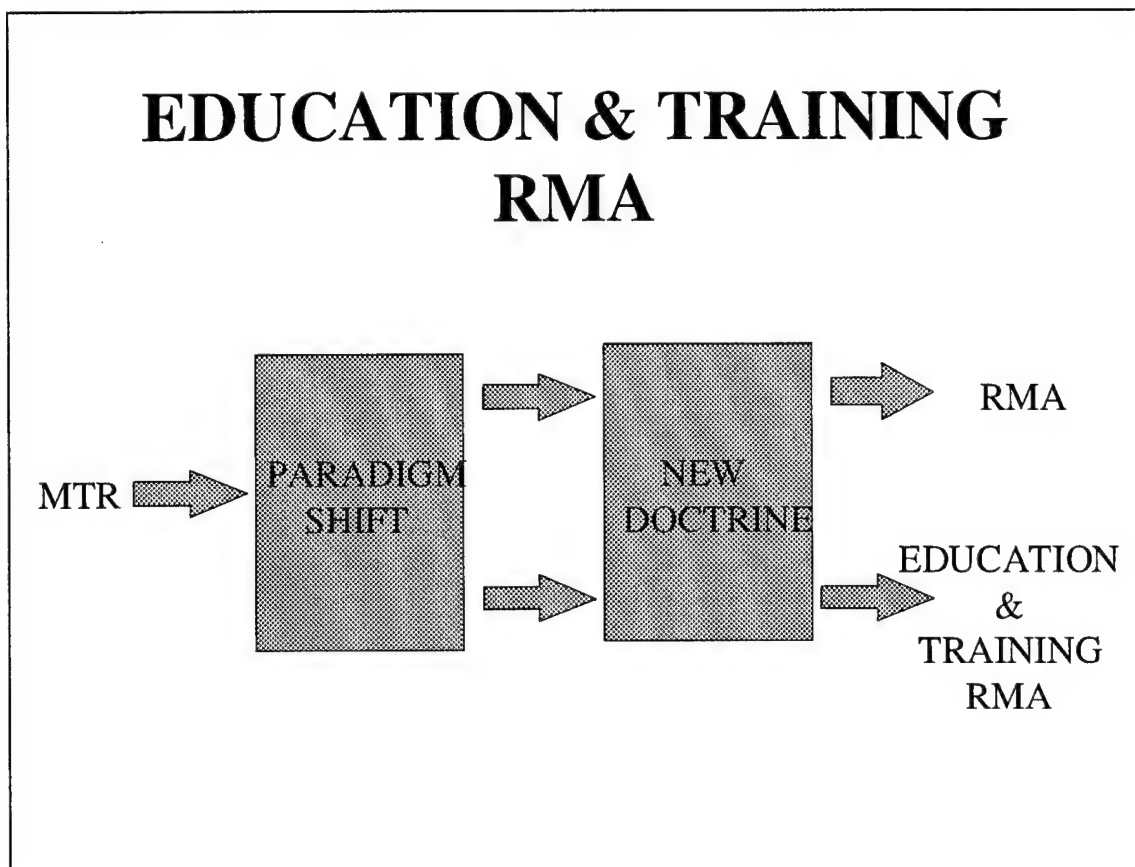 EDUCATION & TRAINING
RMA
MTR
PARADIGM
SHIFT
NEW
DOCTRINE
RMA
EDUCATION
&
TRAINING
RMA